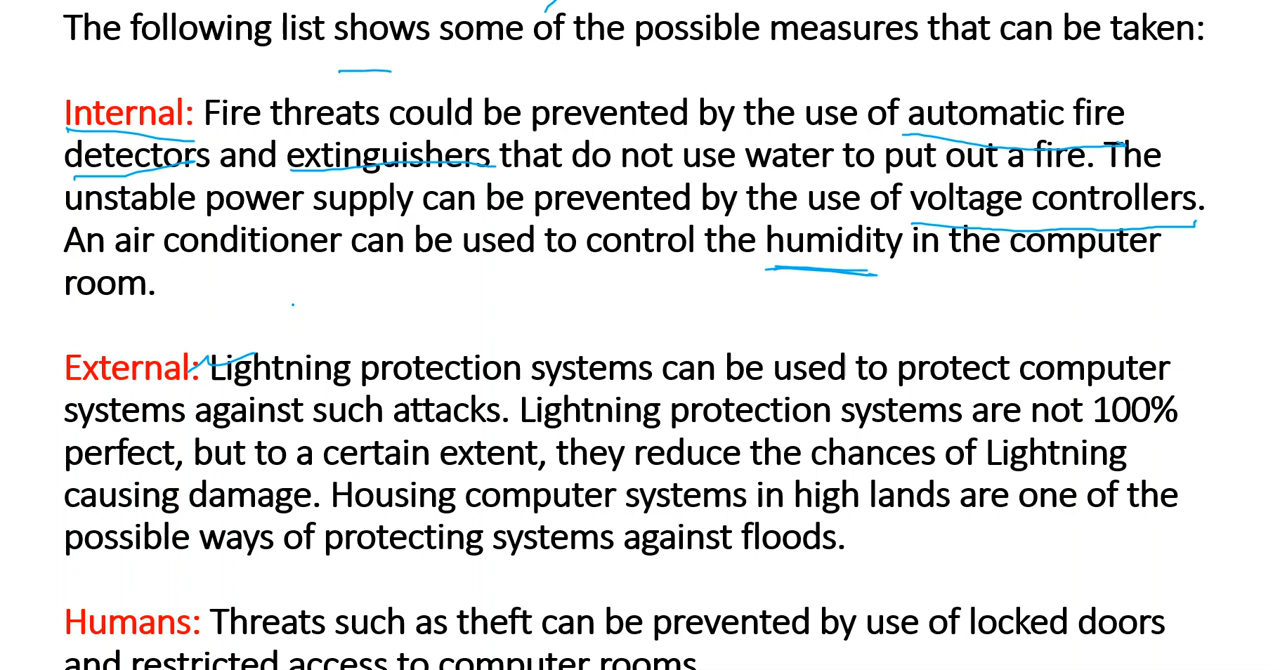 The following list shows some of the possible measures that can be taken:
Internal: Fire threats could be prevented by the use of automatic fire
detectors and extinguishers that do not use water to put out a fire. The
unstable power supply can be prevented by the use of voltage controllers.
An air conditioner can be used to control the humidity in the computer
room.
External: Lightning protection systems can be used to protect computer
systems against such attacks. Lightning protection systems are not 100%
perfect, but to a certain extent, they reduce the chances of Lightning
causing damage. Housing computer systems in high lands are one of the
possible ways of protecting systems against floods.
Humans: Threats such as theft can be prevented by use of locked doors
and restricted access to computer rooms.